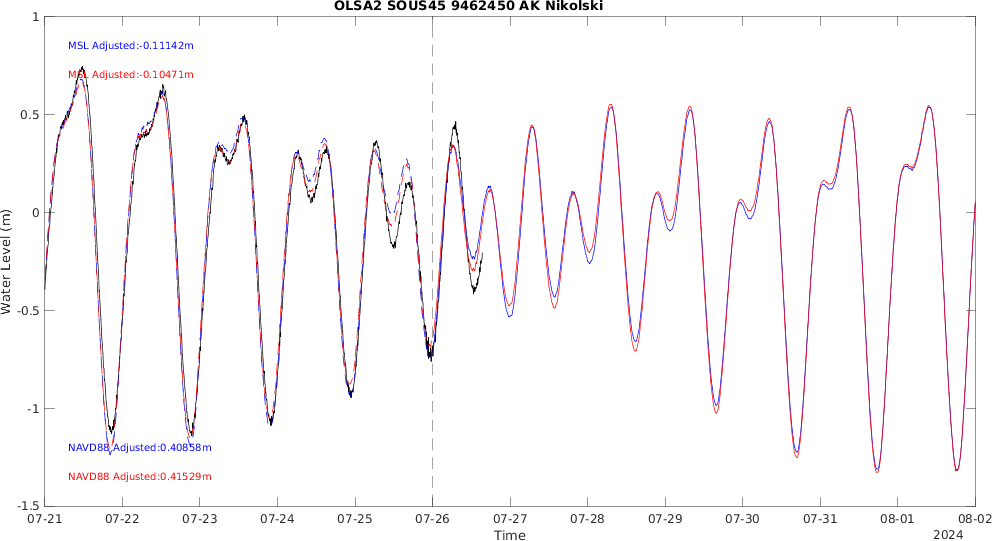 OLSA2 SOUS45 9462450 AK Nikolski
1
0.5
0
-0.5
-1
-1.5
Water Level (m)
MSL Adjusted:-0.11142m
MSL Adjusted:-0.10471m
NAVD88 Adjusted:0.40858m
NAVD88 Adjusted:0.41529m
07-21 07-22 07-23 07-24 07-25 07-26 07-27 07-28 07-29 07-30 07-31 08-01 08-02
Time
2024